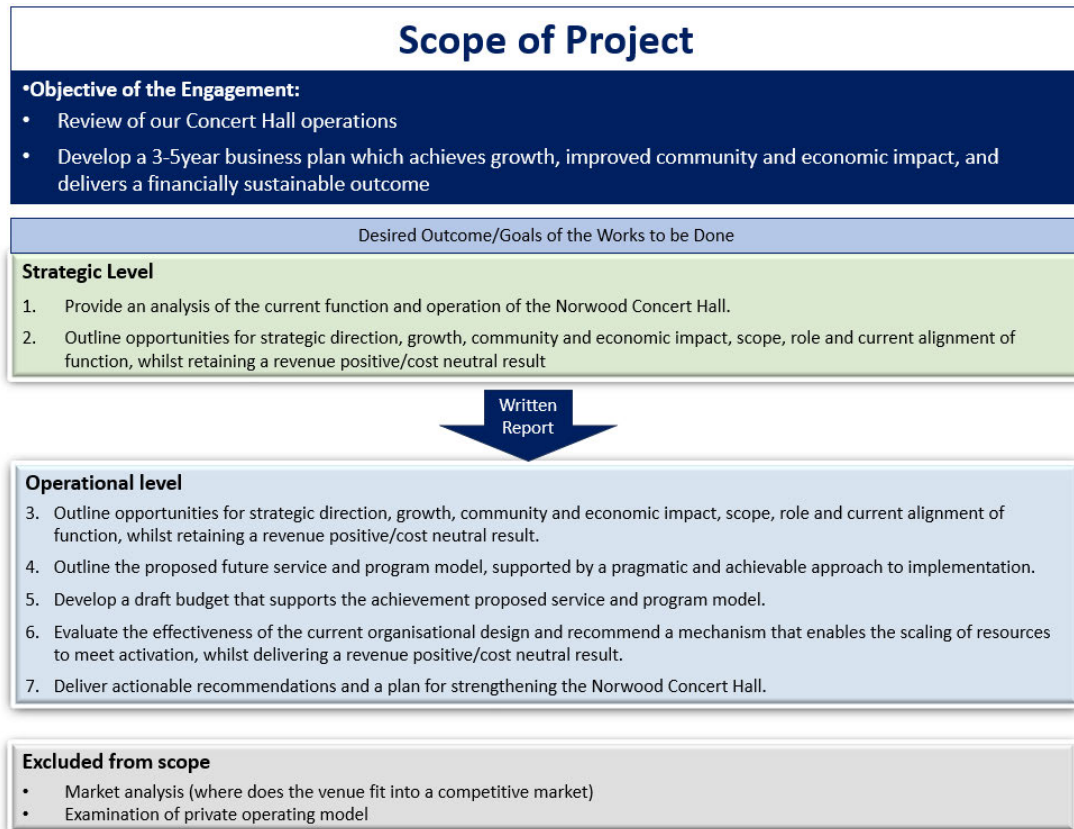 Scope of Project
•Objective of the Engagement:
• Review of our Concert Hall operations
• Develop a 3-5year business plan which achieves growth, improved community and economic impact, and
delivers a financially sustainable outcome
Desired Outcome/Goals of the Works to be Done
Strategic Level
1. Provide an analysis of the current function and operation of the Norwood Concert Hall.
2. Outline opportunities for strategic direction, growth, community and economic impact, scope, role and current alignment of
function, whilst retaining a revenue positive/cost neutral result
Written
Report
Operational level
3. Outline opportunities for strategic direction, growth, community and economic impact, scope, role and current alignment of
function, whilst retaining a revenue positive/cost neutral result.
4. Outline the proposed future service and program model, supported by a pragmatic and achievable approach to implementation.
5. Develop a draft budget that supports the achievement proposed service and program model.
6. Evaluate the effectiveness of the current organisational design and recommend a mechanism that enables the scaling of resources
to meet activation, whilst delivering a revenue positive/cost neutral result.
7. Deliver actionable recommendations and a plan for strengthening the Norwood Concert Hall.
Excluded from scope
• Market analysis (where does the venue fit into a competitive market)
• Examination of private operating model